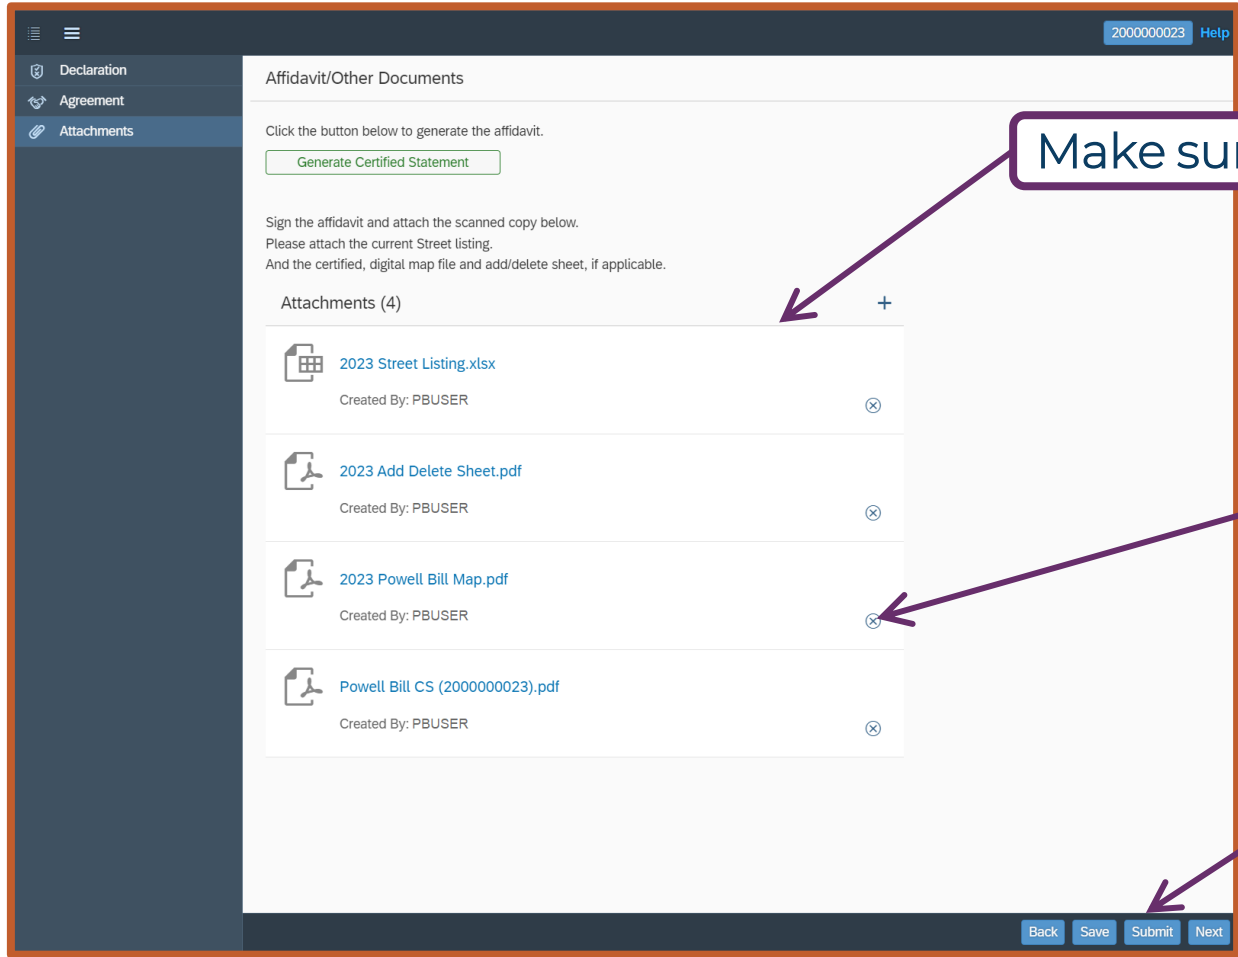 2000000023 Help
Declaration
Agreement
Attachments
Affidavit/Other Documents
Click the button below to generate the affidavit.
Generate Certified Statement
Make
Sign the affidavit and attach the scanned copy below.
Please attach the current Street listing.
And the certified, digital map file and add/delete sheet, if applicable.
Attachments (4)
2023 Street Listing.xlsx
Created By: PBUSER
2023 Add Delete Sheet.pdf
Created By: PBUSER
2023 Powell Bill Map.pdf
Created By: PBUSER
Powell Bill CS (2000000023).pdf
Created By: PBUSER
Back Save Submit Next